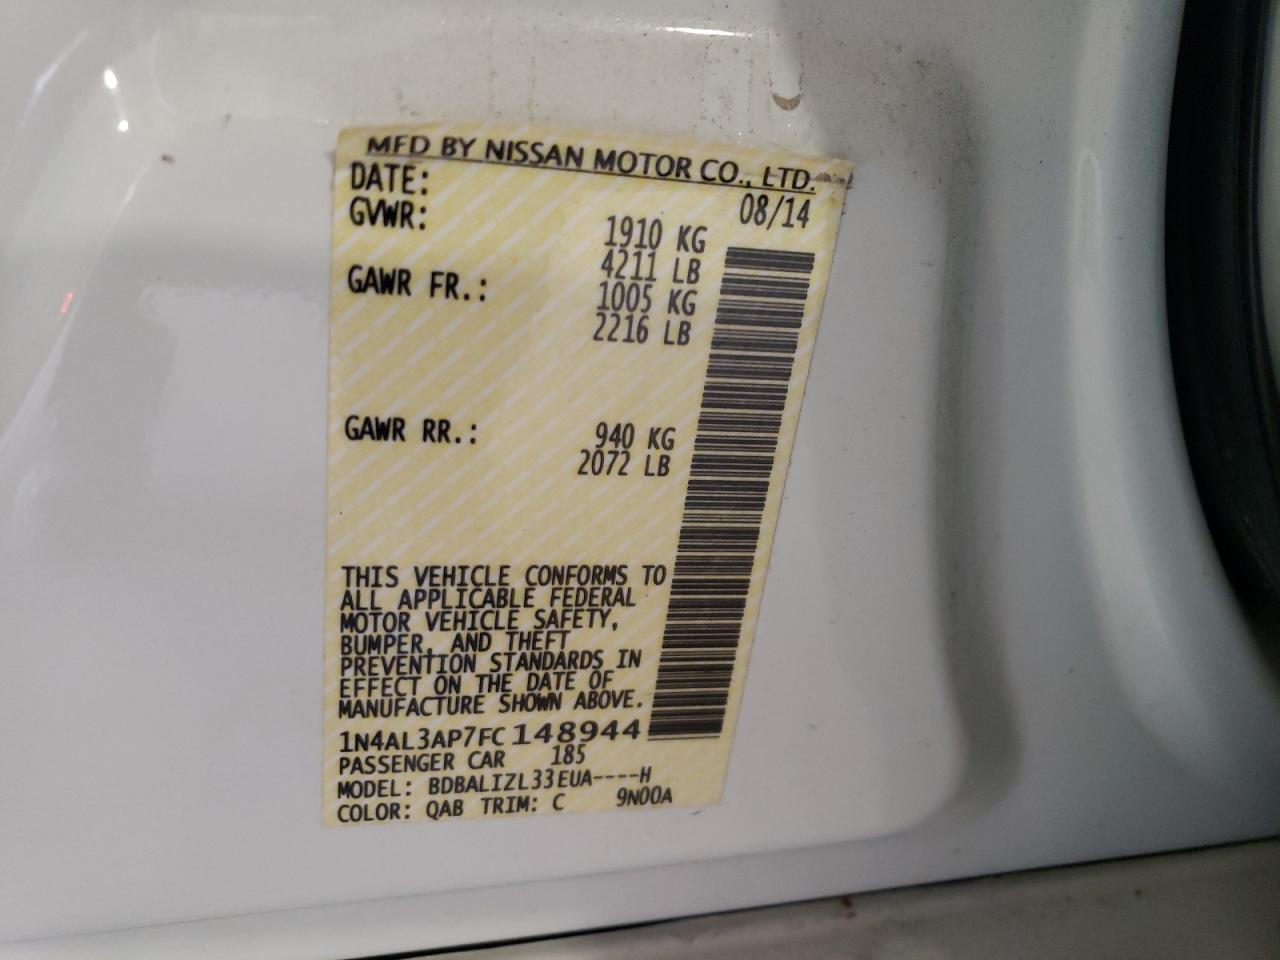 MFD BY NISSAN MOTOR CO., LTD.
DATE: 08/14
GVWR: 1910 KG
4211 LB
GAWR FR.: 1005 KG
2216 LB
GAWR RR.: 940 KG
2072 LB
THIS VEHICLE CONFORMS TO
ALL APPLICABLE FEDERAL
MOTOR VEHICLE SAFETY,
BUMPER, AND THEFT
PREVENTION STANDARDS IN
EFFECT ON THE DATE OF
MANUFACTURE SHOWN ABOVE.
1N4AL3AP7FC148944
PASSENGER CAR 185
MODEL: BDBALIZL33EUA----H
COLOR: QAB TRIM: C 9N00A